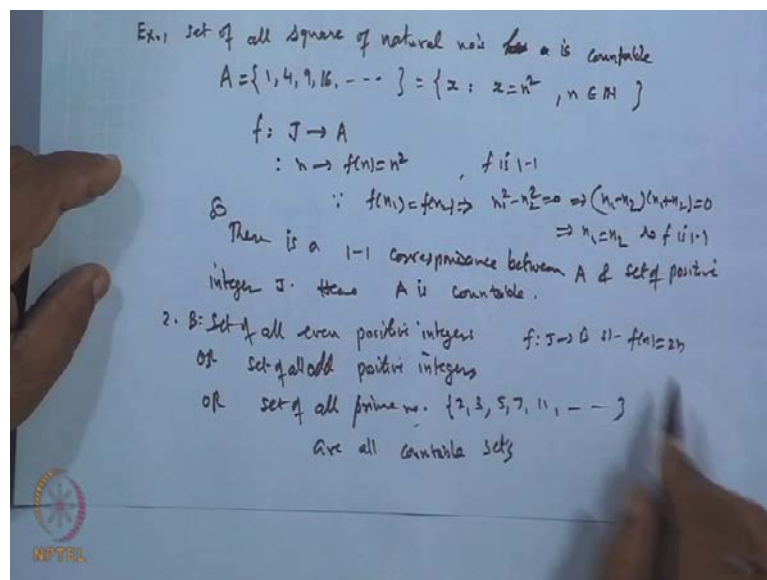 Ex.1 Set of all square of natural no's is countable
A = {1, 4, 9, 16, - - - } = {x : x = n², n ∈ N}
f : J → A
: n → f(n) = n² , f is 1-1
∵ f(n₁) = f(n₂) ⇒ n₁² - n₂² = 0 ⇒ (n₁-n₂)(n₁+n₂) = 0
⇒ n₁ = n₂ so f is 1-1
So
There is a 1-1 correspondance between A & set of positive
integer J. Hence A is countable.
2. B: Set of all even positive integers f: J → B s.t. f(n) = 2n
OR set of all odd positive integers
OR set of all prime no. {2, 3, 5, 7, 11, - - - }
are all countable sets
NPTEL